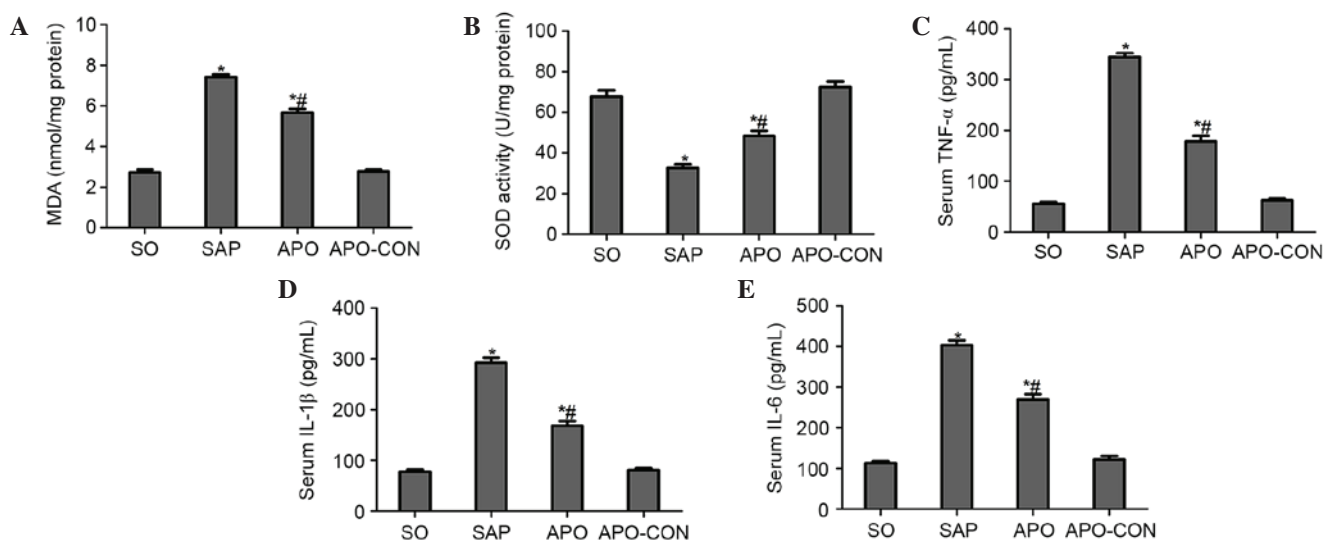 A
MDA (nmol/mg protein)
10
8
6
4
2
0
*
*#
SO SAP APO APO-CON
B
SOD activity (U/mg protein)
100
80
60
40
20
0
*
*#
SO SAP APO APO-CON
C
Serum TNF-α (pg/mL)
400
300
200
100
0
*
*#
SO SAP APO APO-CON
D
Serum IL-1β (pg/mL)
400
300
200
100
0
*
*#
SO SAP APO APO-CON
E
Serum IL-6 (pg/mL)
500
400
300
200
100
0
*
*#
SO SAP APO APO-CON